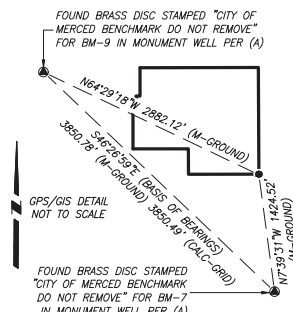 FOUND BRASS DISC STAMPED "CITY OF
MERCED BENCHMARK DO NOT REMOVE"
FOR BM-9 IN MONUMENT WELL PER (A)
N64°29'18"W 2882.12' (M-GROUND)
S46°26'59"E (BASIS OF BEARINGS)
3850.78' (M-GROUND) 3850.49' (CALC-GRID)
N7°39'31"W 1424.52'
(M-GROUND)
GPS/GIS DETAIL
NOT TO SCALE
FOUND BRASS DISC STAMPED
"CITY OF MERCED BENCHMARK
DO NOT REMOVE" FOR BM-7
IN MONUMENT WELL PER (A)